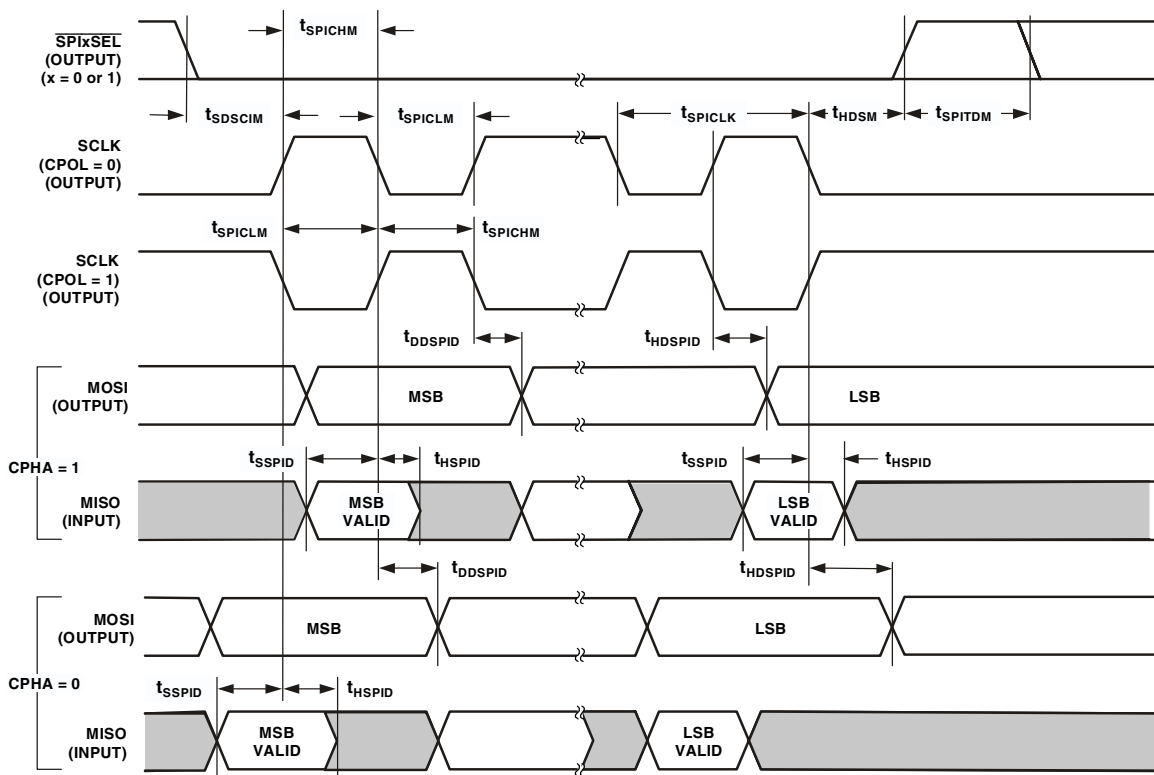 tSPICHM
SPIxSEL
(OUTPUT)
(x = 0 or 1)
tSDSCIM
tSPICLM
tSPICLK
tHDSM
tSPITDM
SCLK
(CPOL = 0)
(OUTPUT)
tSPICLM
tSPICHM
SCLK
(CPOL = 1)
(OUTPUT)
tDDSPID
tHDSPID
MOSI
(OUTPUT)
MSB
LSB
CPHA = 1
tSSPID
tHSPID
tSSPID
tHSPID
MISO
(INPUT)
MSB
VALID
LSB
VALID
tDDSPID
tHDSPID
MOSI
(OUTPUT)
MSB
LSB
CPHA = 0
tSSPID
tHSPID
MISO
(INPUT)
MSB
VALID
LSB
VALID